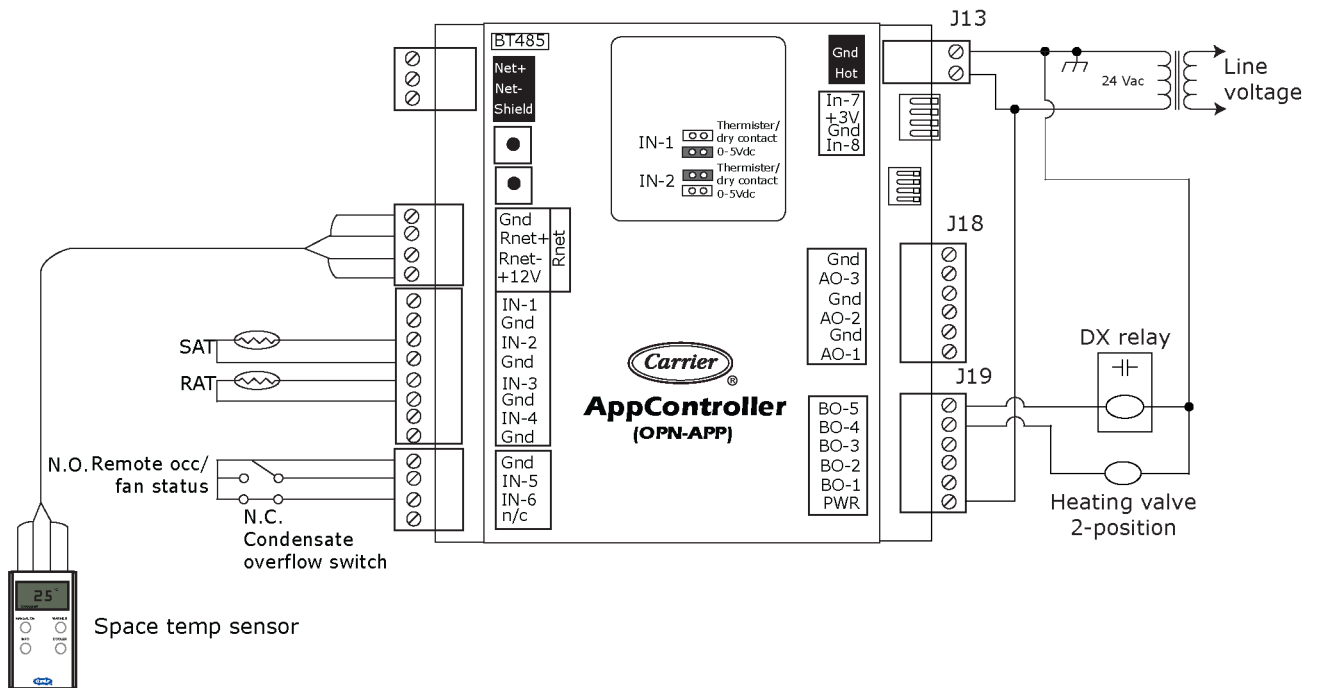 J13
BT485
Net+
Net-
Shield
Gnd
Hot
24 Vac
Line
voltage
In-7
+3V
Gnd
In-8
IN-1
Thermister/
dry contact
0-5Vdc
IN-2
Thermister/
dry contact
0-5Vdc
Gnd
Rnet+
Rnet-
+12V
Rnet
J18
Gnd
AO-3
Gnd
AO-2
Gnd
AO-1
IN-1
Gnd
IN-2
Gnd
IN-3
Gnd
IN-4
Gnd
SAT
RAT
Carrier
®
AppController
(OPN-APP)
DX relay
J19
BO-5
BO-4
BO-3
BO-2
BO-1
PWR
Heating valve
2-position
N.O. Remote occ/
fan status
Gnd
IN-5
IN-6
n/c
N.C.
Condensate
overflow switch
25
Space temp sensor